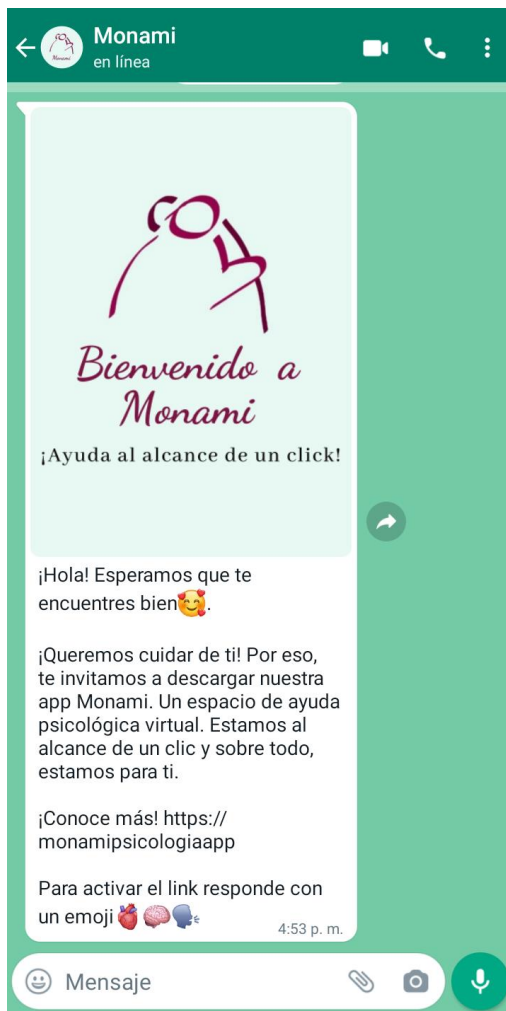 Monami
en línea
Monami
Bienvenido a
Monami
¡Ayuda al alcance de un click!
¡Hola! Esperamos que te
encuentres bien🥰.
¡Queremos cuidar de ti! Por eso,
te invitamos a descargar nuestra
app Monami. Un espacio de ayuda
psicológica virtual. Estamos al
alcance de un clic y sobre todo,
estamos para ti.
¡Conoce más! https://
monamipsicologiaapp
Para activar el link responde con
un emoji🫀🧠🗣️
4:53 p. m.
Mensaje